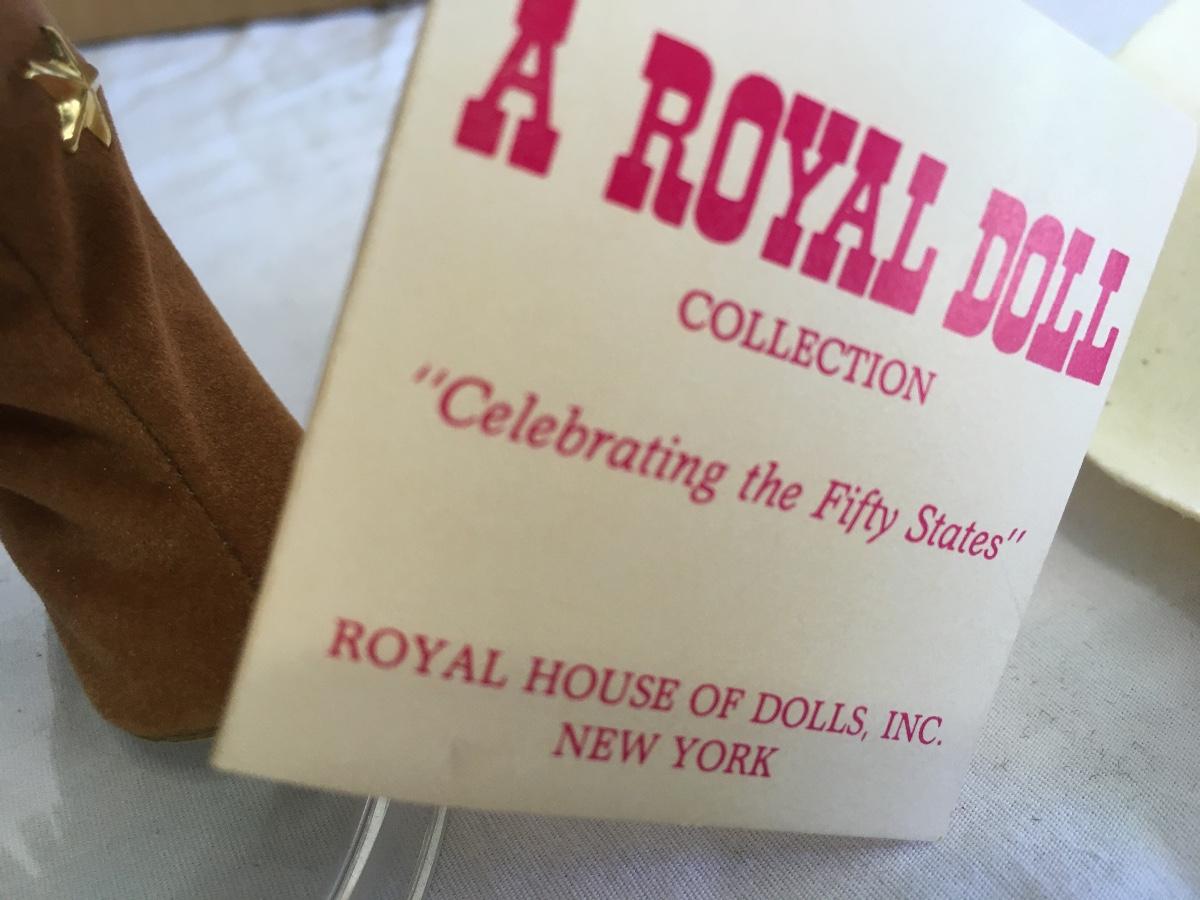 A ROYAL DOLL
COLLECTION
"Celebrating the Fifty States"
ROYAL HOUSE OF DOLLS, INC.
NEW YORK